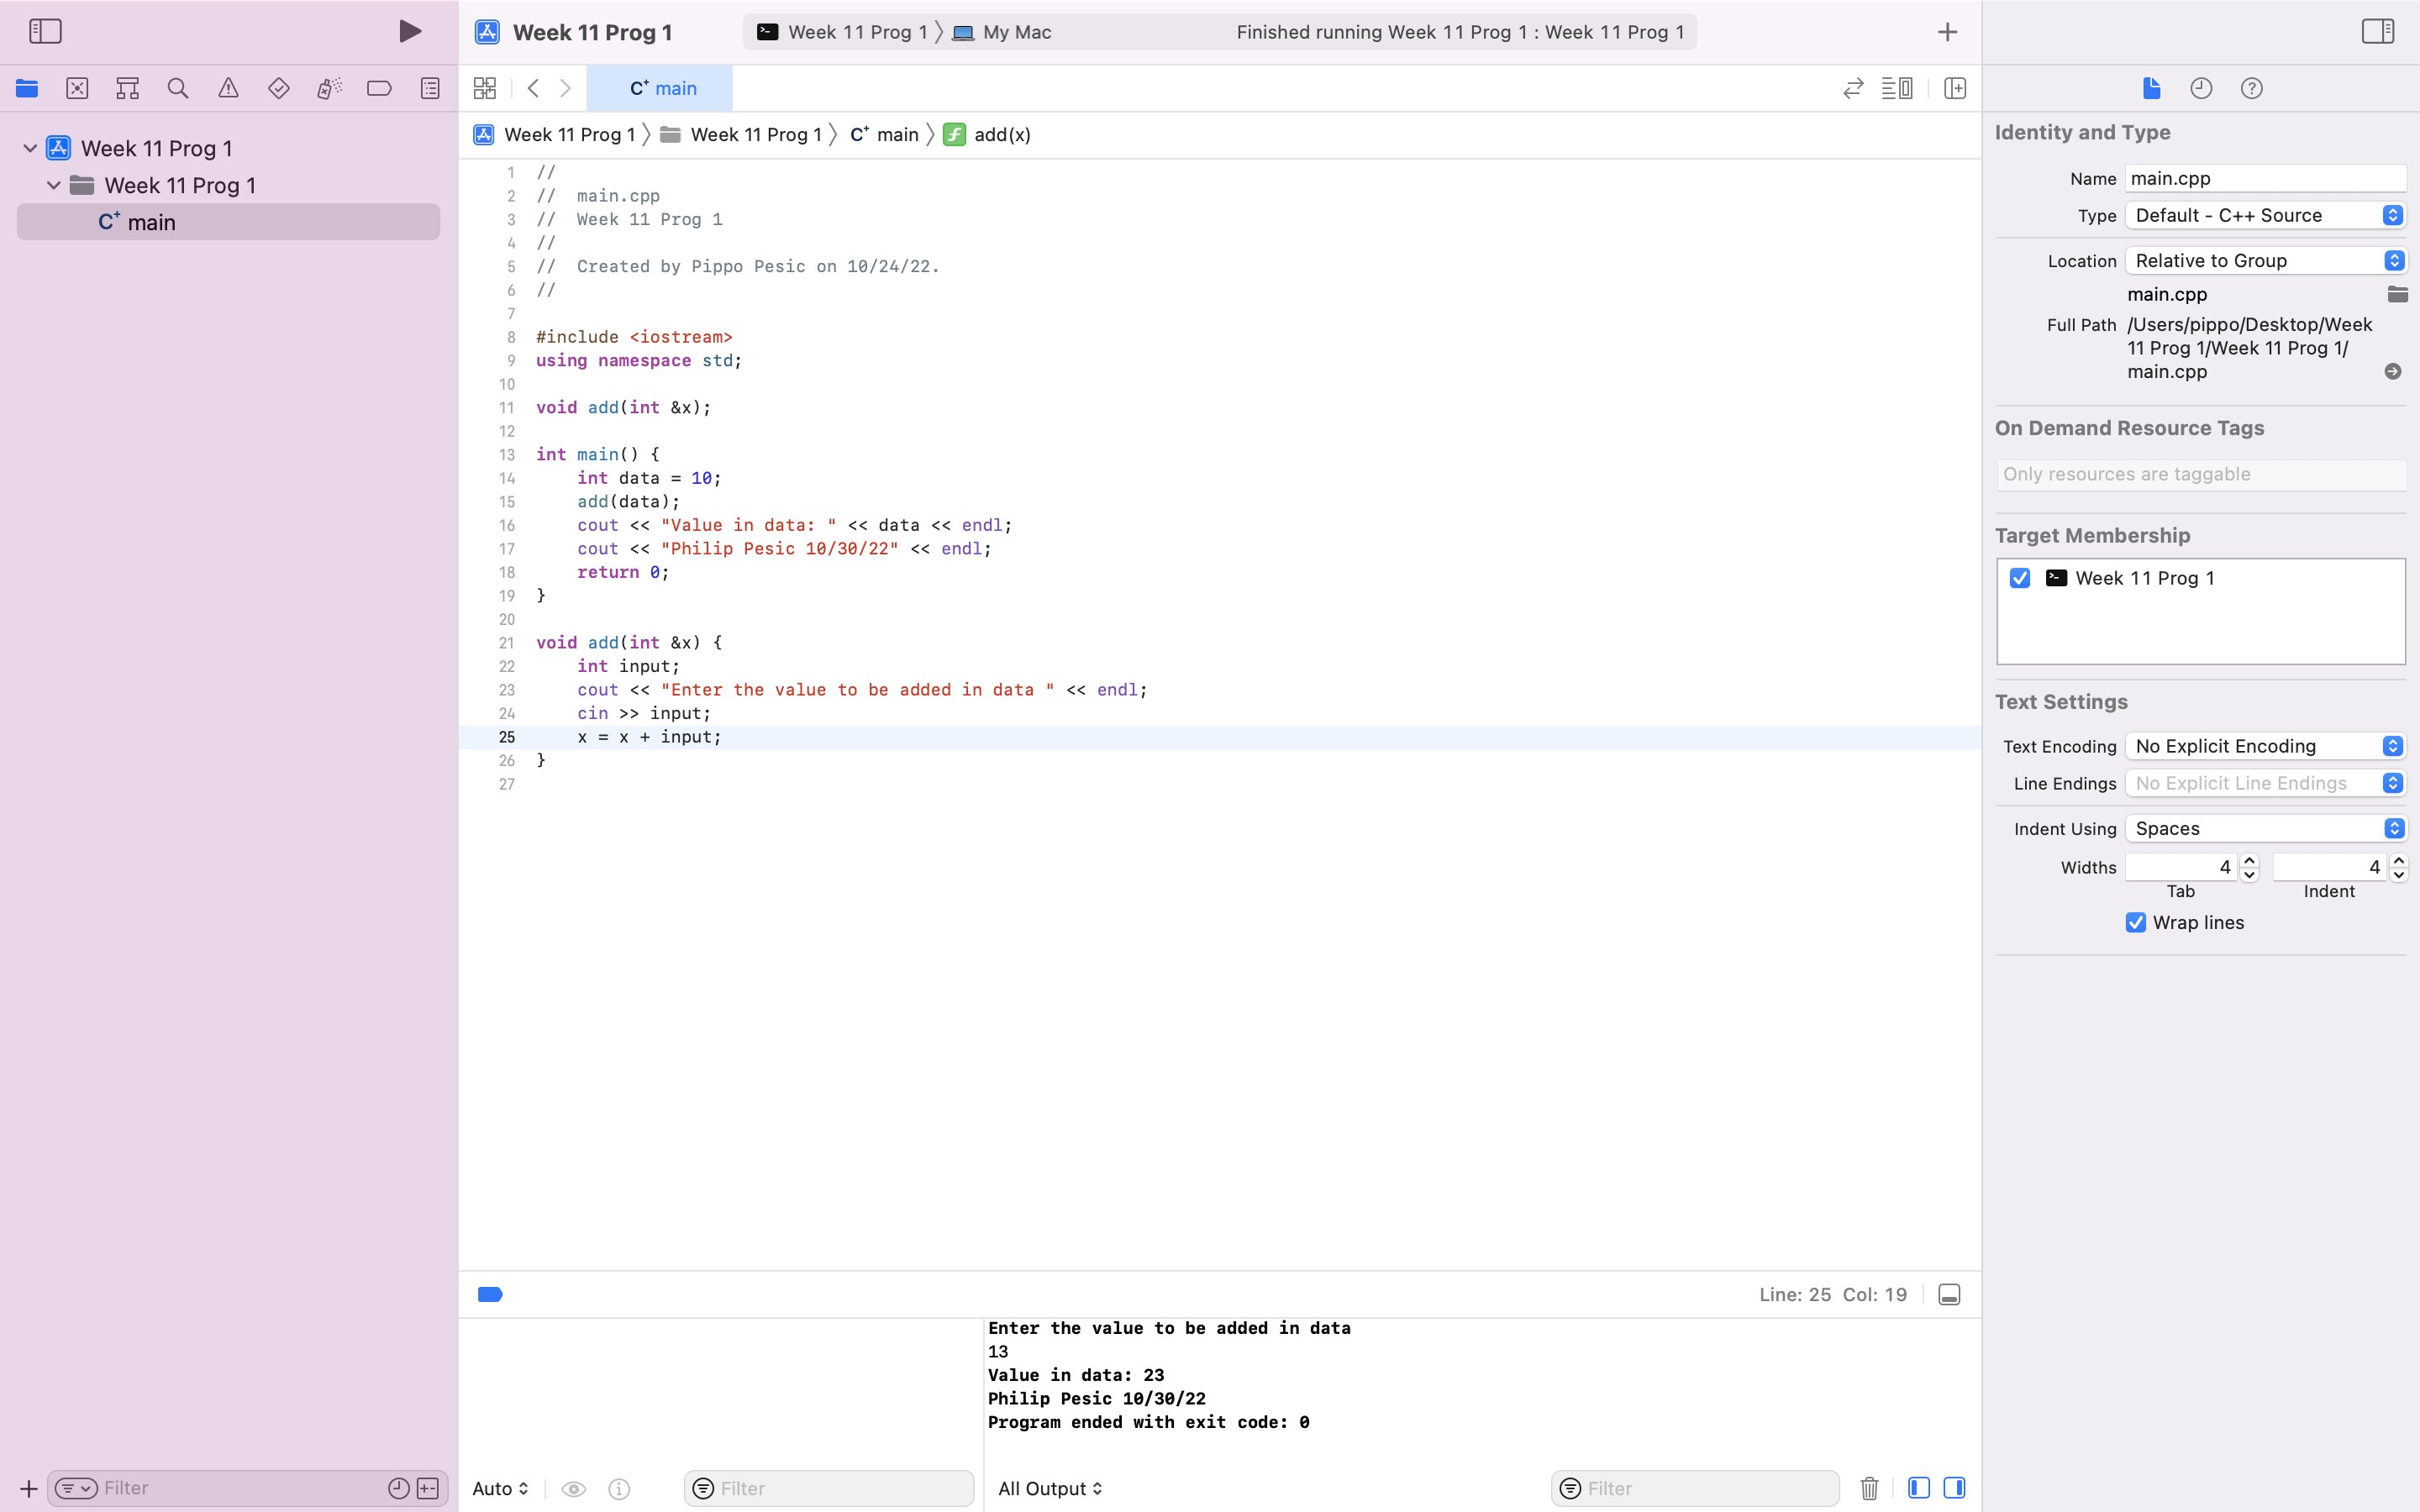 Week 11 Prog 1
Week 11 Prog 1 My Mac
Finished running Week 11 Prog 1 : Week 11 Prog 1
Week 11 Prog 1
Week 11 Prog 1
C+ main
C+ main
Week 11 Prog 1 Week 11 Prog 1 C+ main f add(x)
1 //
2 //  main.cpp
3 //  Week 11 Prog 1
4 //
5 //  Created by Pippo Pesic on 10/24/22.
6 //
7
8 #include <iostream>
9 using namespace std;
10
11 void add(int &x);
12
13 int main() {
14     int data = 10;
15     add(data);
16     cout << "Value in data: " << data << endl;
17     cout << "Philip Pesic 10/30/22" << endl;
18     return 0;
19 }
20
21 void add(int &x) {
22     int input;
23     cout << "Enter the value to be added in data " << endl;
24     cin >> input;
25     x = x + input;
26 }
27
Line: 25 Col: 19
Enter the value to be added in data
13
Value in data: 23
Philip Pesic 10/30/22
Program ended with exit code: 0
Filter
Auto
Filter
All Output
Filter
Identity and Type
Name main.cpp
Type Default - C++ Source
Location Relative to Group
main.cpp
Full Path /Users/pippo/Desktop/Week
11 Prog 1/Week 11 Prog 1/
main.cpp
On Demand Resource Tags
Only resources are taggable
Target Membership
Week 11 Prog 1
Text Settings
Text Encoding No Explicit Encoding
Line Endings No Explicit Line Endings
Indent Using Spaces
Widths 4 4
Tab Indent
Wrap lines